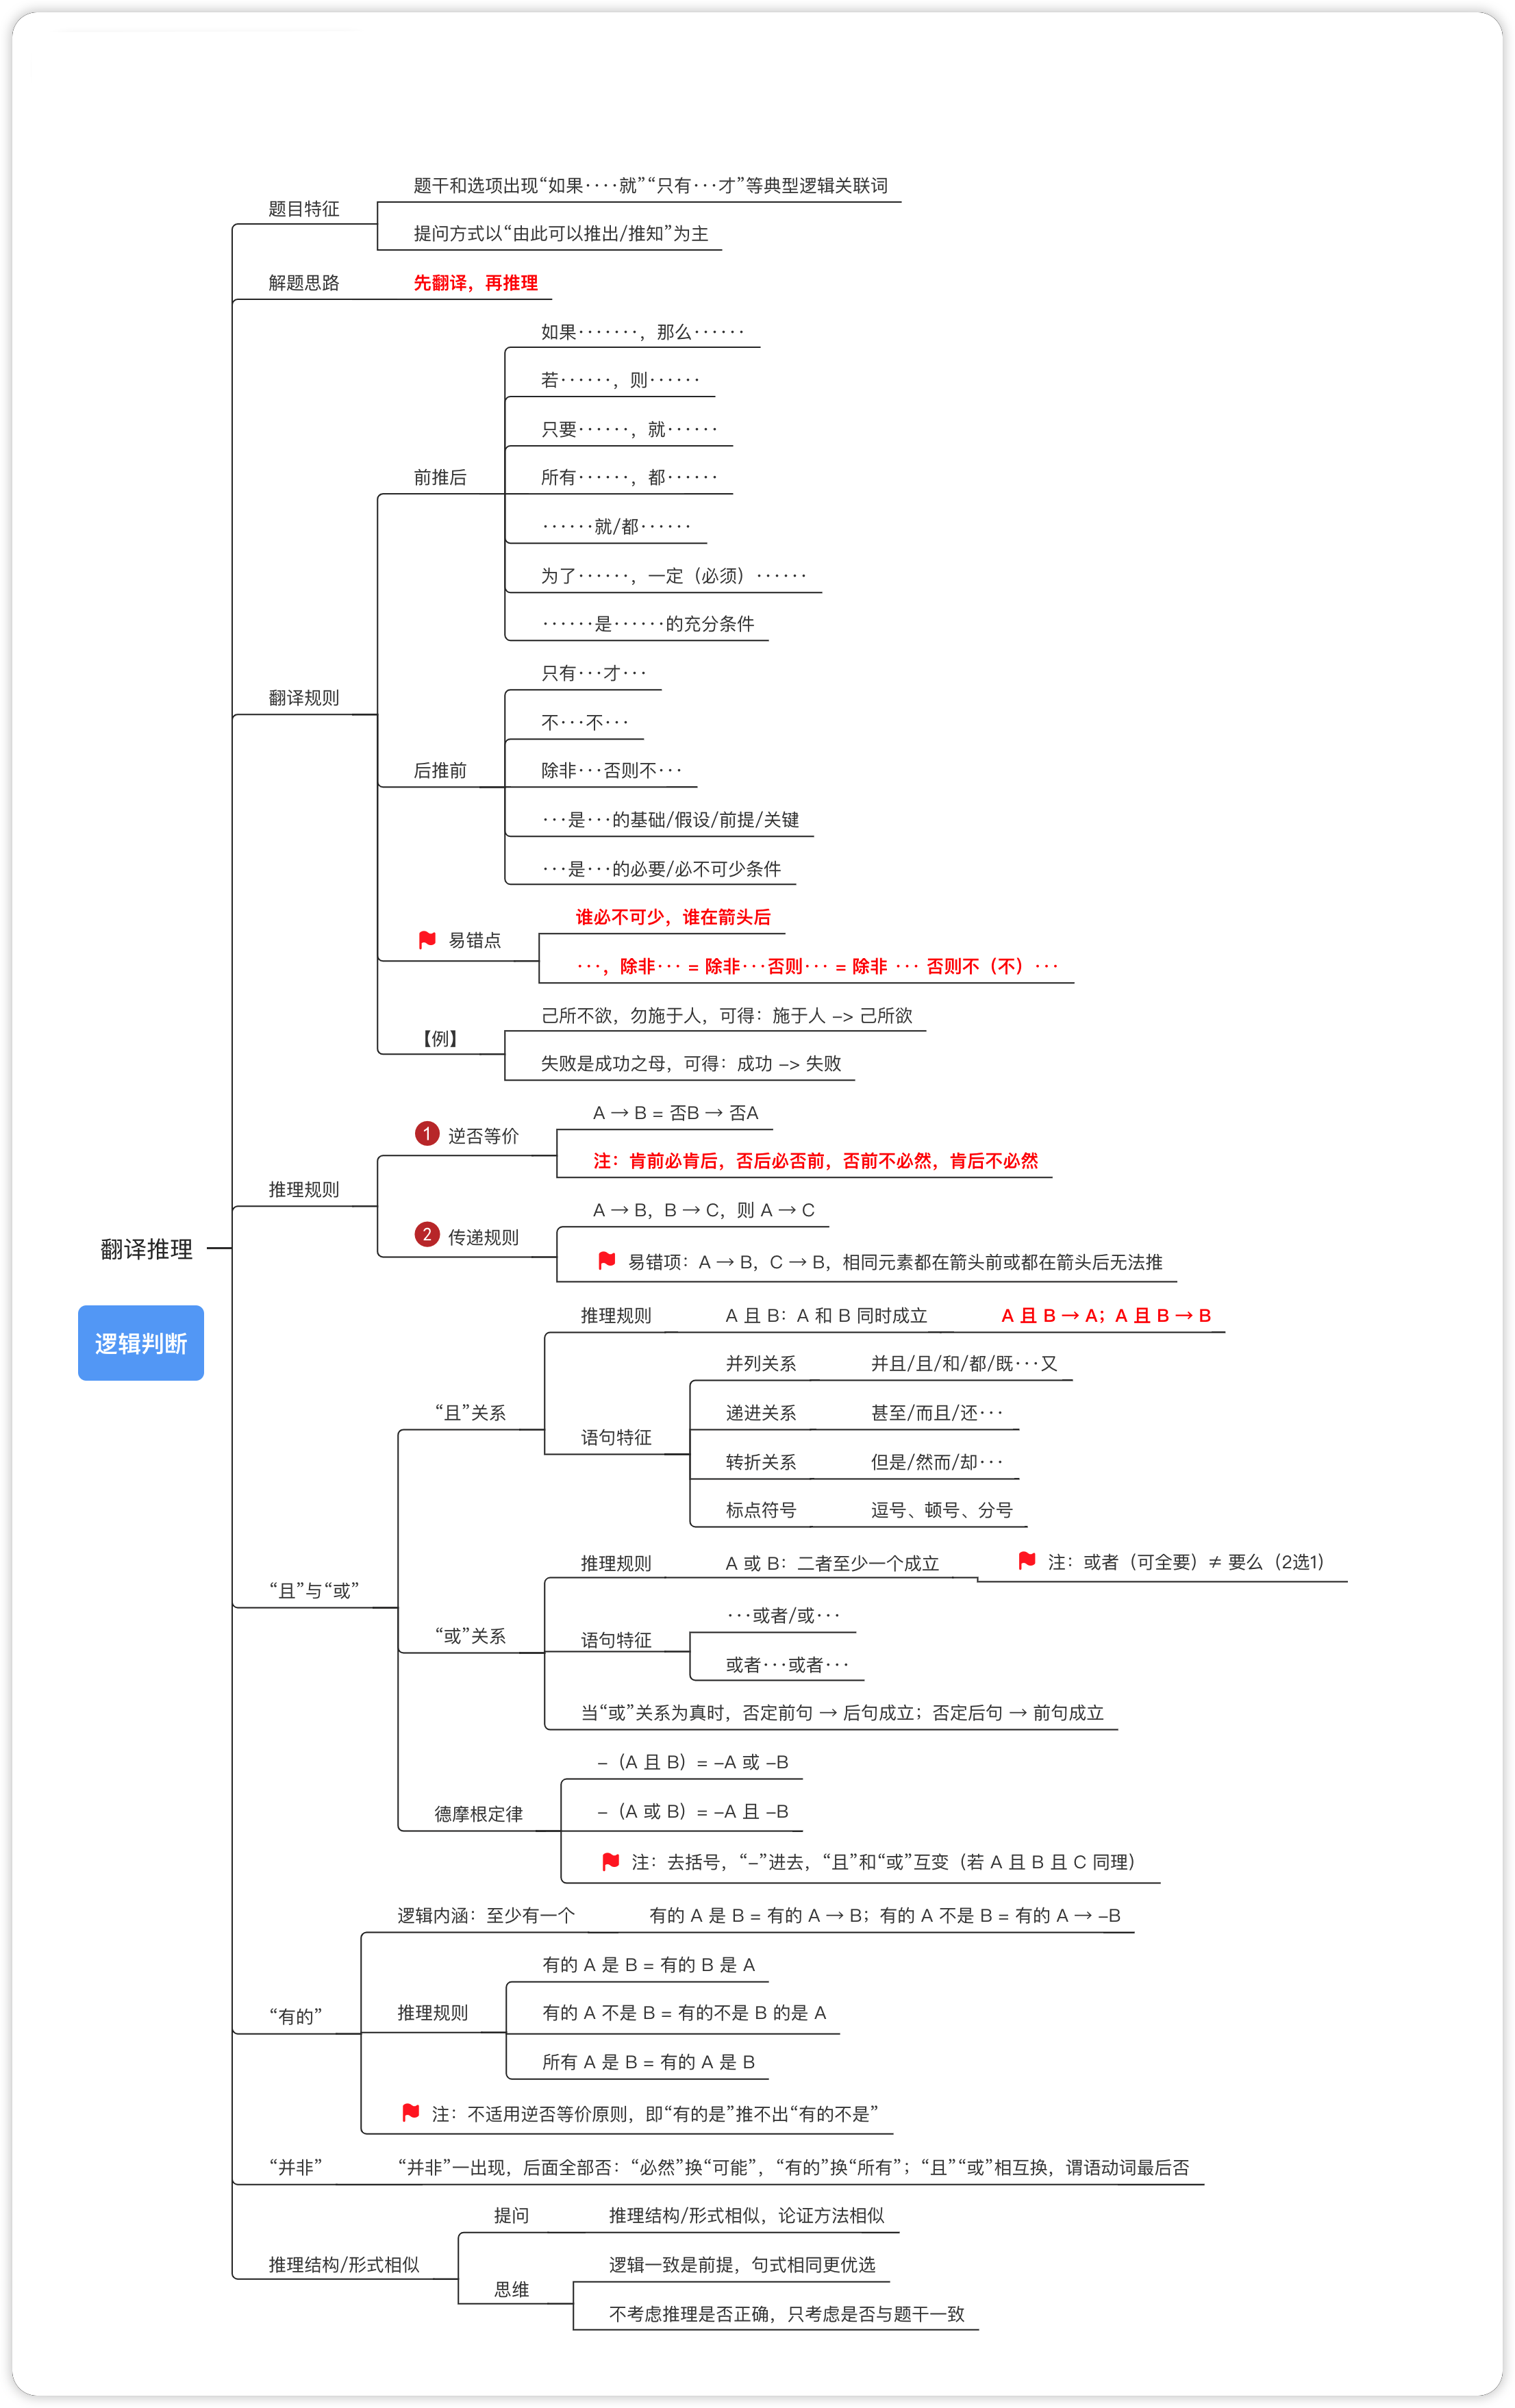 题目特征
题干和选项出现“如果····就”“只有···才”等典型逻辑关联词
提问方式以“由此可以推出/推知”为主
解题思路
先翻译，再推理
翻译规则
前推后
如果·······，那么······
若······，则······
只要······，就······
所有······，都······
······就/都······
为了······，一定（必须）······
······是······的充分条件
后推前
只有···才···
不···不···
除非···否则不···
···是···的基础/假设/前提/关键
···是···的必要/必不可少条件
易错点
谁必不可少，谁在箭头后
···，除非··· = 除非···否则··· = 除非 ··· 否则不（不）···
【例】
己所不欲，勿施于人，可得：施于人 –> 己所欲
失败是成功之母，可得：成功 –> 失败
推理规则
1 逆否等价
A → B = 否B → 否A
注：肯前必肯后，否后必否前，否前不必然，肯后不必然
2 传递规则
A → B，B → C，则 A → C
易错项：A → B，C → B，相同元素都在箭头前或都在箭头后无法推
翻译推理
逻辑判断
“且”与“或”
“且”关系
推理规则
A 且 B：A 和 B 同时成立
A 且 B → A；A 且 B → B
语句特征
并列关系
并且/且/和/都/既···又
递进关系
甚至/而且/还···
转折关系
但是/然而/却···
标点符号
逗号、顿号、分号
“或”关系
推理规则
A 或 B：二者至少一个成立
注：或者（可全要）≠ 要么（2选1）
语句特征
···或者/或···
或者···或者···
当“或”关系为真时，否定前句 → 后句成立；否定后句 → 前句成立
德摩根定律
–（A 且 B）= –A 或 –B
–（A 或 B）= –A 且 –B
注：去括号，“–”进去，“且”和“或”互变（若 A 且 B 且 C 同理）
“有的”
逻辑内涵：至少有一个
有的 A 是 B = 有的 A → B；有的 A 不是 B = 有的 A → –B
推理规则
有的 A 是 B = 有的 B 是 A
有的 A 不是 B = 有的不是 B 的是 A
所有 A 是 B = 有的 A 是 B
注：不适用逆否等价原则，即“有的是”推不出“有的不是”
“并非”
“并非”一出现，后面全部否：“必然”换“可能”，“有的”换“所有”；“且”“或”相互换，谓语动词最后否
推理结构/形式相似
提问
推理结构/形式相似，论证方法相似
思维
逻辑一致是前提，句式相同更优选
不考虑推理是否正确，只考虑是否与题干一致